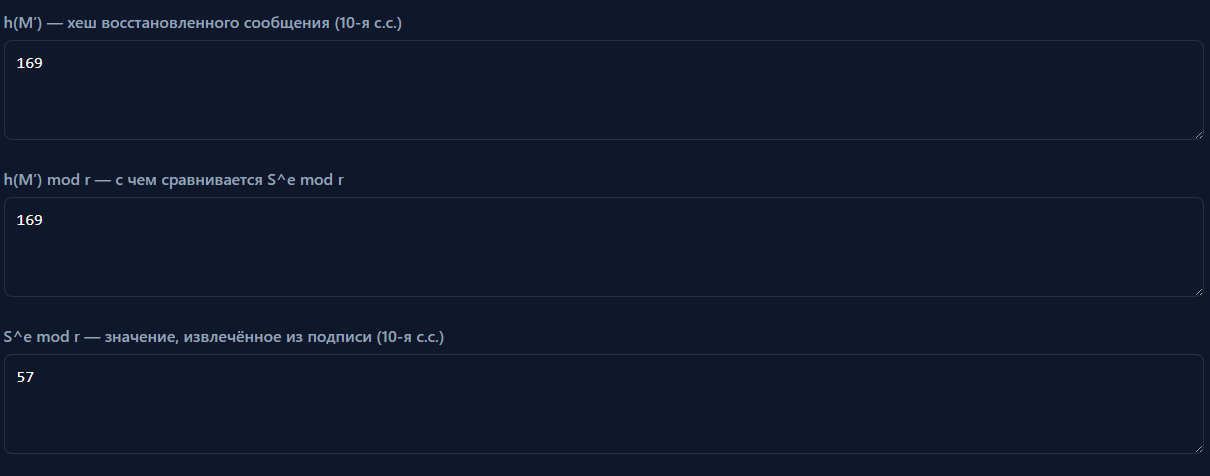 h(M′) — хеш восстановленного сообщения (10-я с.с.)
169
h(M′) mod r — с чем сравнивается S^e mod r
169
S^e mod r — значение, извлечённое из подписи (10-я с.с.)
57